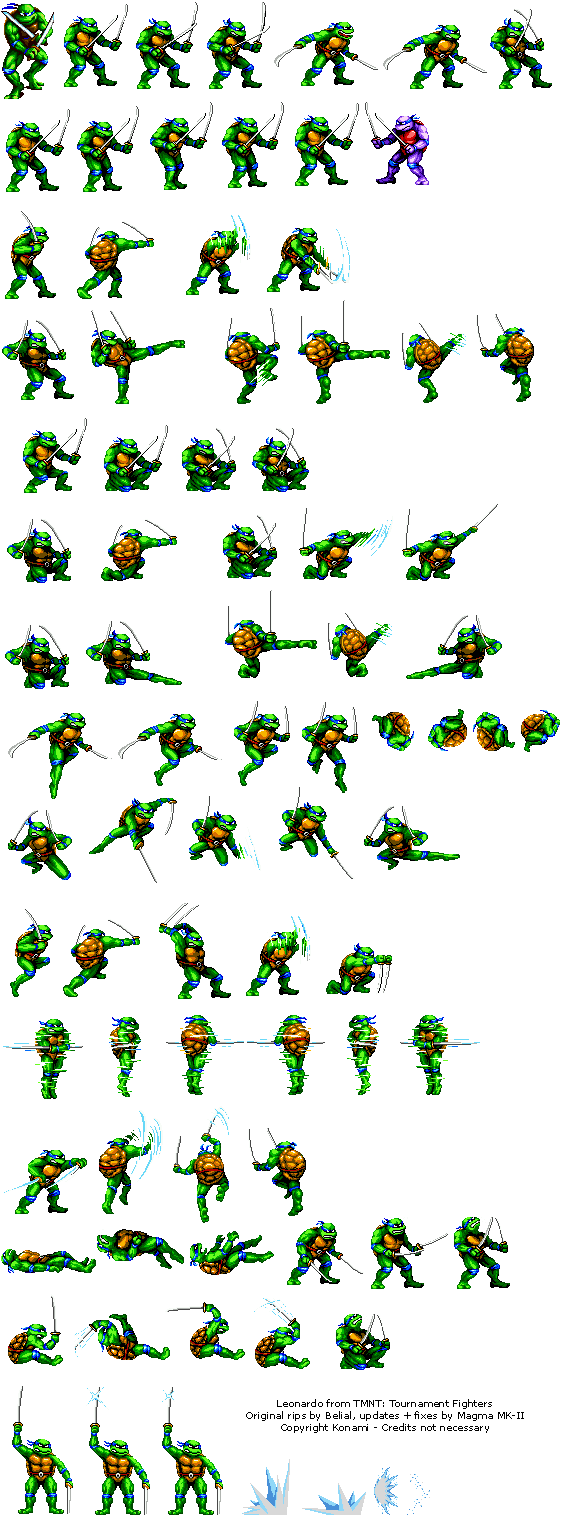 Leonardo from TMNT: Tournament Fighters
Original rips by Belial, updates + fixes by Magma MK-II
Copyright Konami - Credits not necessary